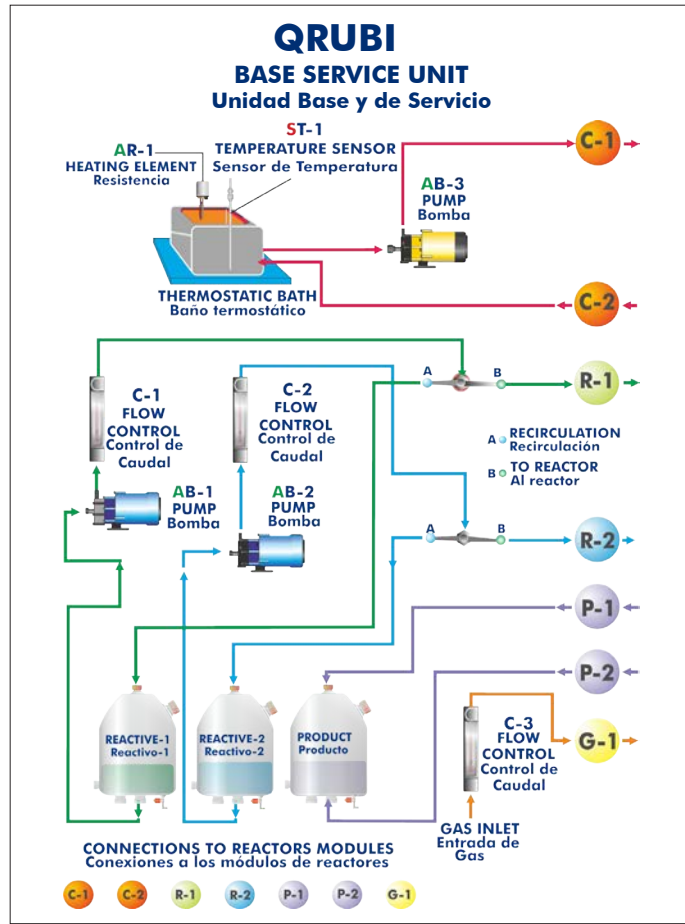 QRUBI
BASE SERVICE UNIT
Unidad Base y de Servicio
ST-1
TEMPERATURE SENSOR
Sensor de Temperatura
AR-1
HEATING ELEMENT
Resistencia
AB-3
PUMP
Bomba
C-1
THERMOSTATIC BATH
Baño termostático
C-2
C-1
FLOW
CONTROL
Control de
Caudal
C-2
FLOW
CONTROL
Control de
Caudal
A
B
R-1
A RECIRCULATION
Recirculación
B TO REACTOR
Al reactor
AB-1
PUMP
Bomba
AB-2
PUMP
Bomba
A
B
R-2
P-1
P-2
REACTIVE-1
Reactivo-1
REACTIVE-2
Reactivo-2
PRODUCT
Producto
C-3
FLOW
CONTROL
Control de
Caudal
G-1
GAS INLET
Entrada de
Gas
CONNECTIONS TO REACTORS MODULES
Conexiones a los módulos de reactores
C-1 C-2 R-1 R-2 P-1 P-2 G-1